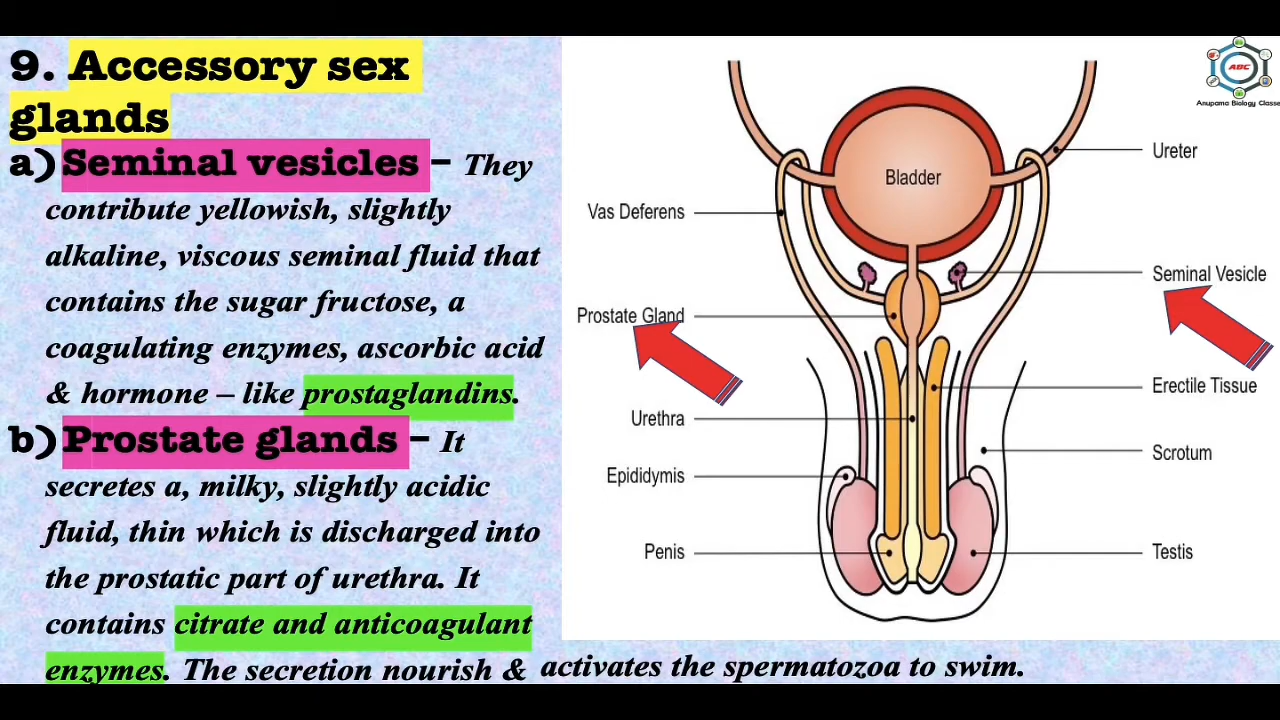 9. Accessory sex
glands
a) Seminal vesicles – They
contribute yellowish, slightly
alkaline, viscous seminal fluid that
contains the sugar fructose, a
coagulating enzymes, ascorbic acid
& hormone – like prostaglandins.
b) Prostate glands – It
secretes a, milky, slightly acidic
fluid, thin which is discharged into
the prostatic part of urethra. It
contains citrate and anticoagulant
enzymes. The secretion nourish & activates the spermatozoa to swim.
ABC
Anupama Biology Classe
Bladder
Ureter
Vas Deferens
Seminal Vesicle
Prostate Gland
Erectile Tissue
Urethra
Scrotum
Epididymis
Penis
Testis